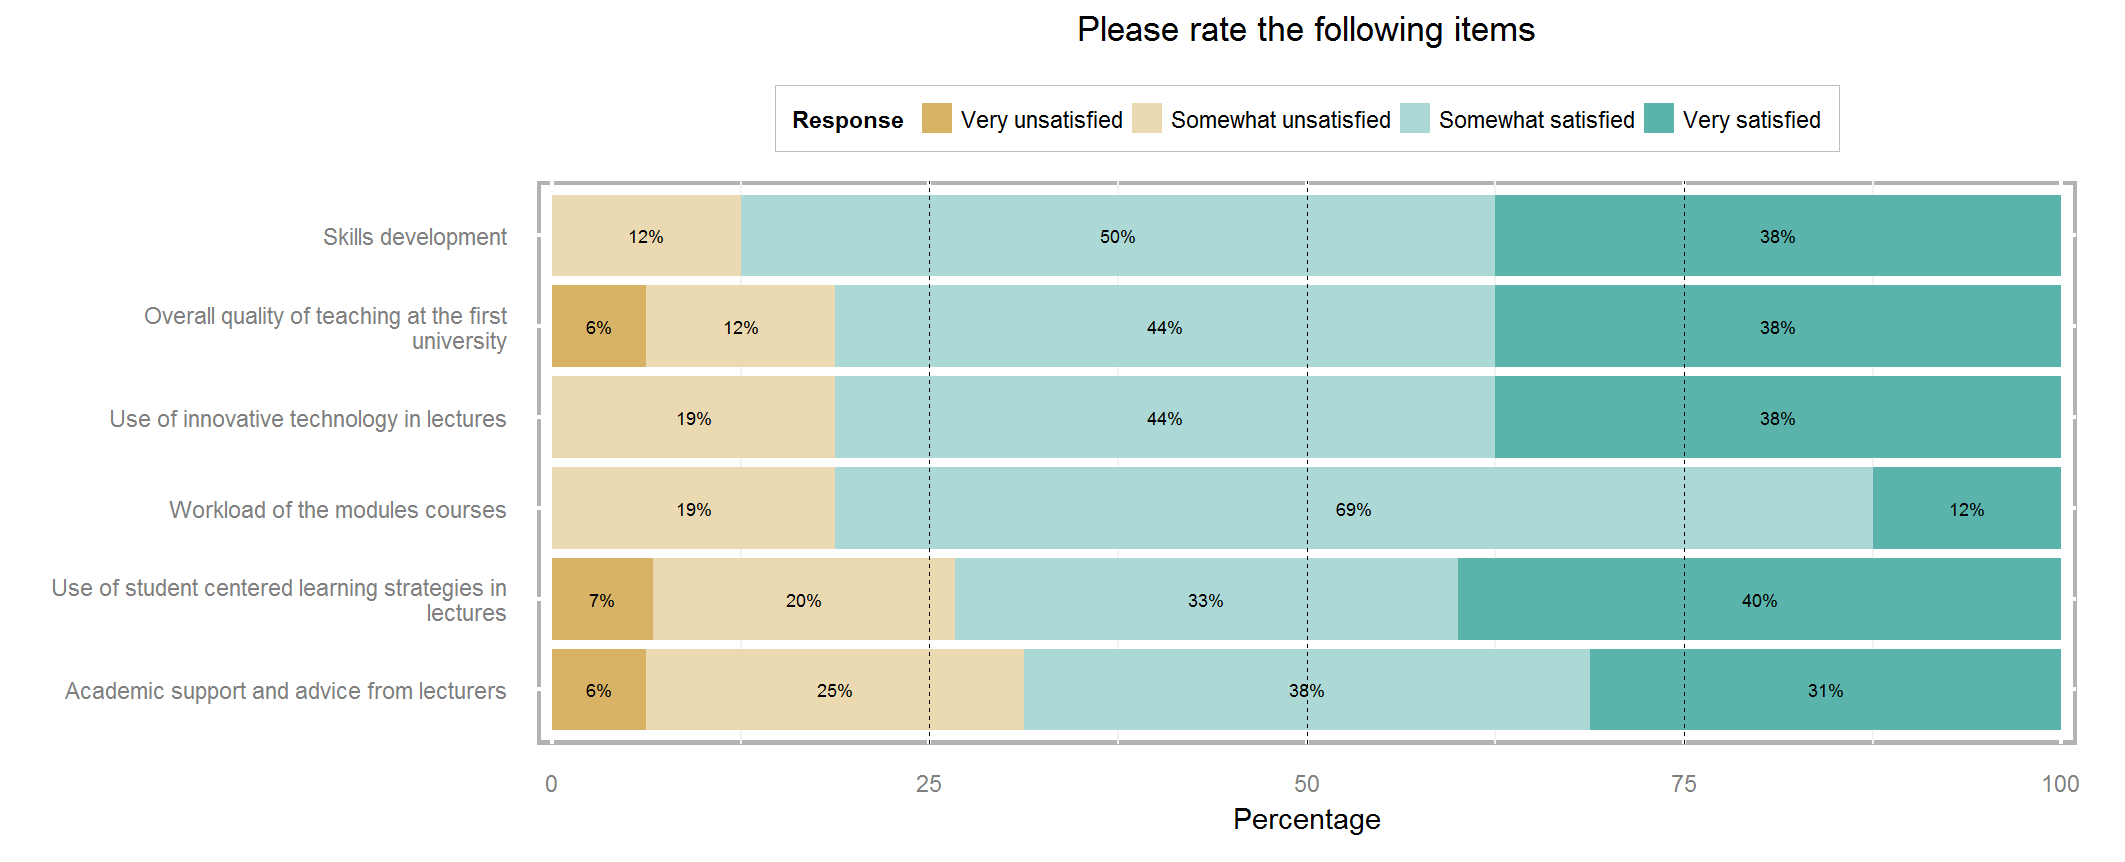 Please rate the following items
Response Very unsatisfied Somewhat unsatisfied Somewhat satisfied Very satisfied
Skills development 12% 50% 38%
Overall quality of teaching at the first
university
6% 12% 44% 38%
Use of innovative technology in lectures 19% 44% 38%
Workload of the modules courses 19% 69% 12%
Use of student centered learning strategies in
lectures
7% 20% 33% 40%
Academic support and advice from lecturers 6% 25% 38% 31%
0 25 50 75 100
Percentage